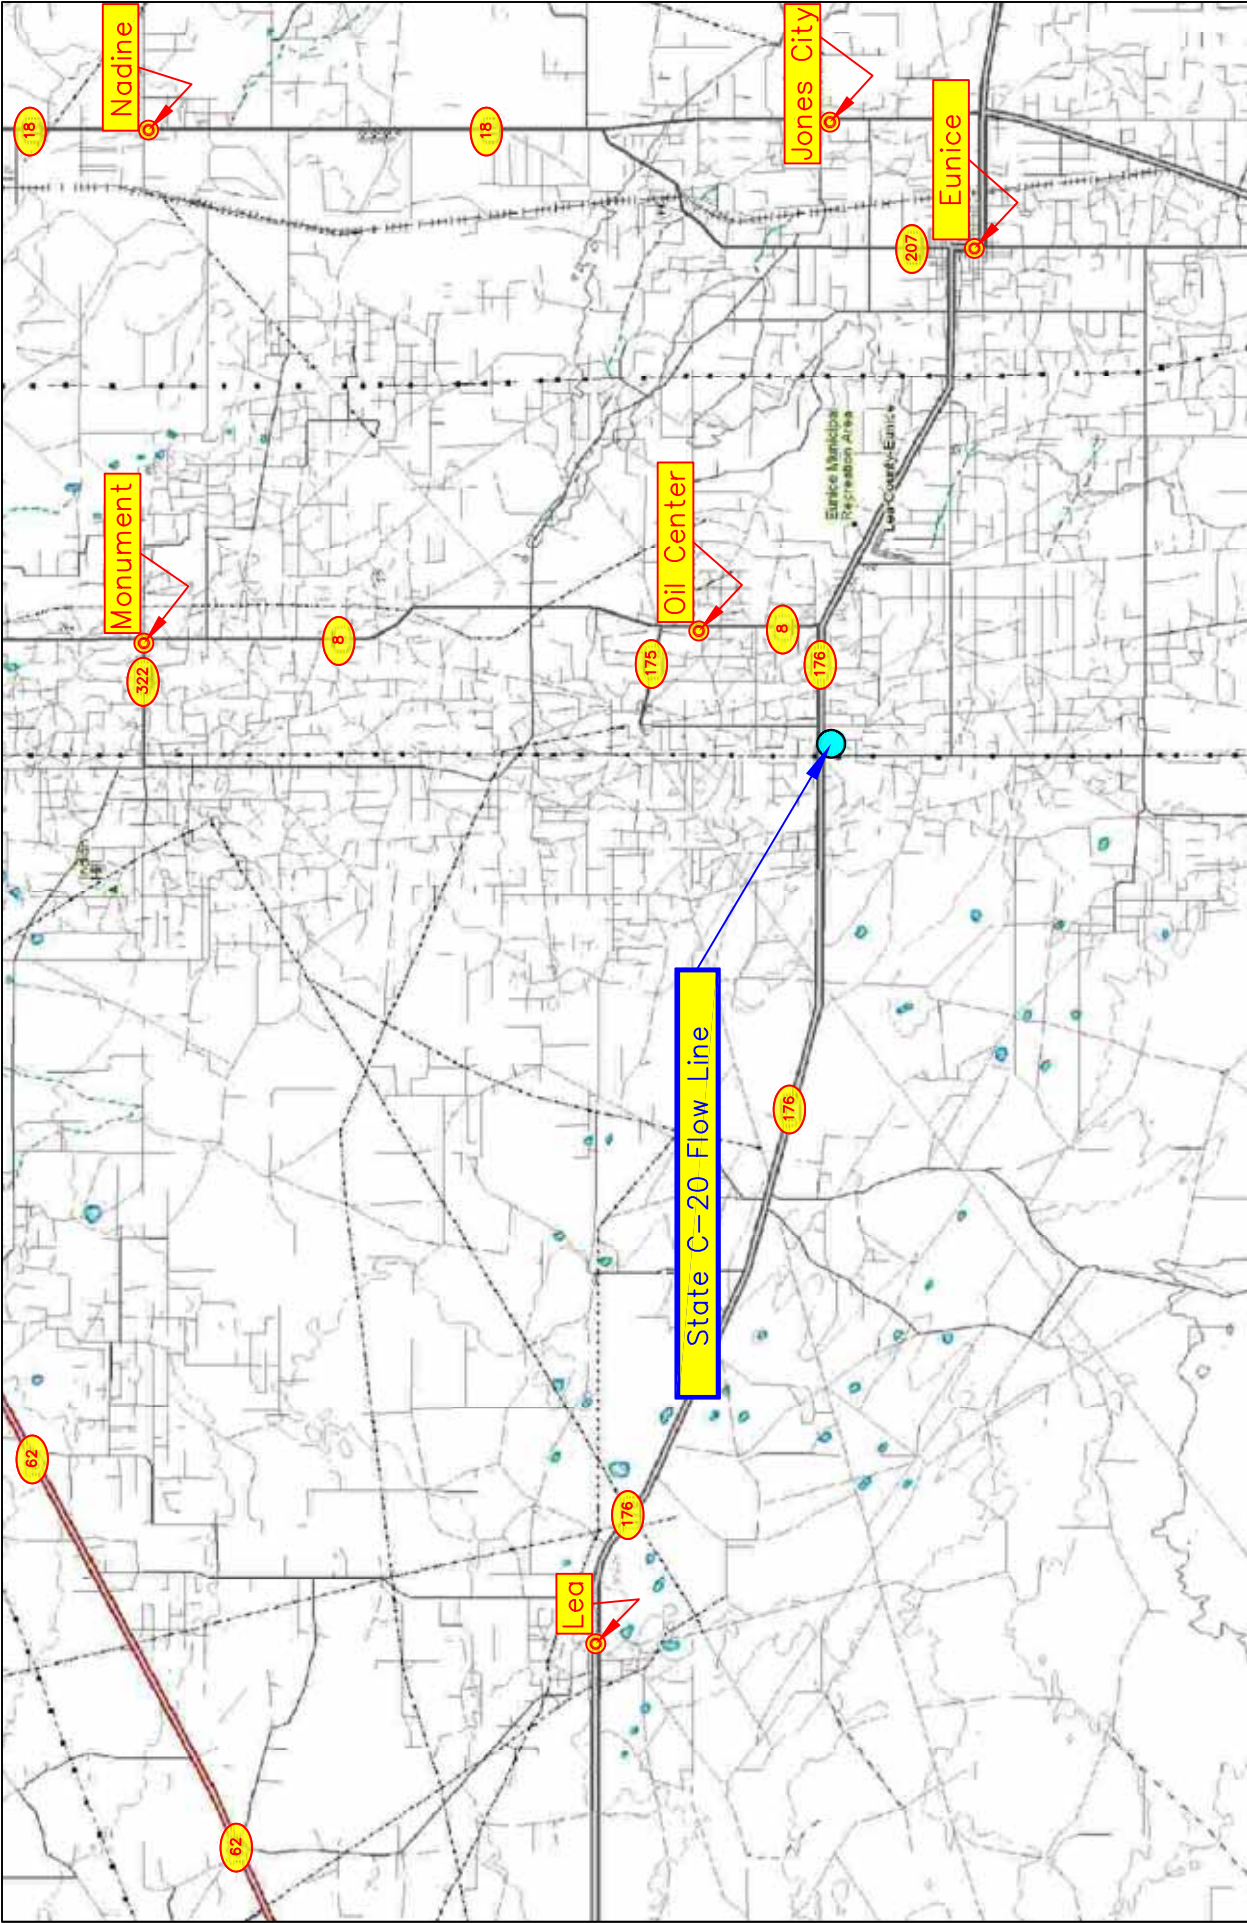 62
62
Lea
176
State C-20 Flow Line
176
Monument
322
8
175
Oil Center
8
176
Eunice Municipal
Recreation Area
Lea County-Eunice
Nadine
18
18
Jones City
207
Eunice